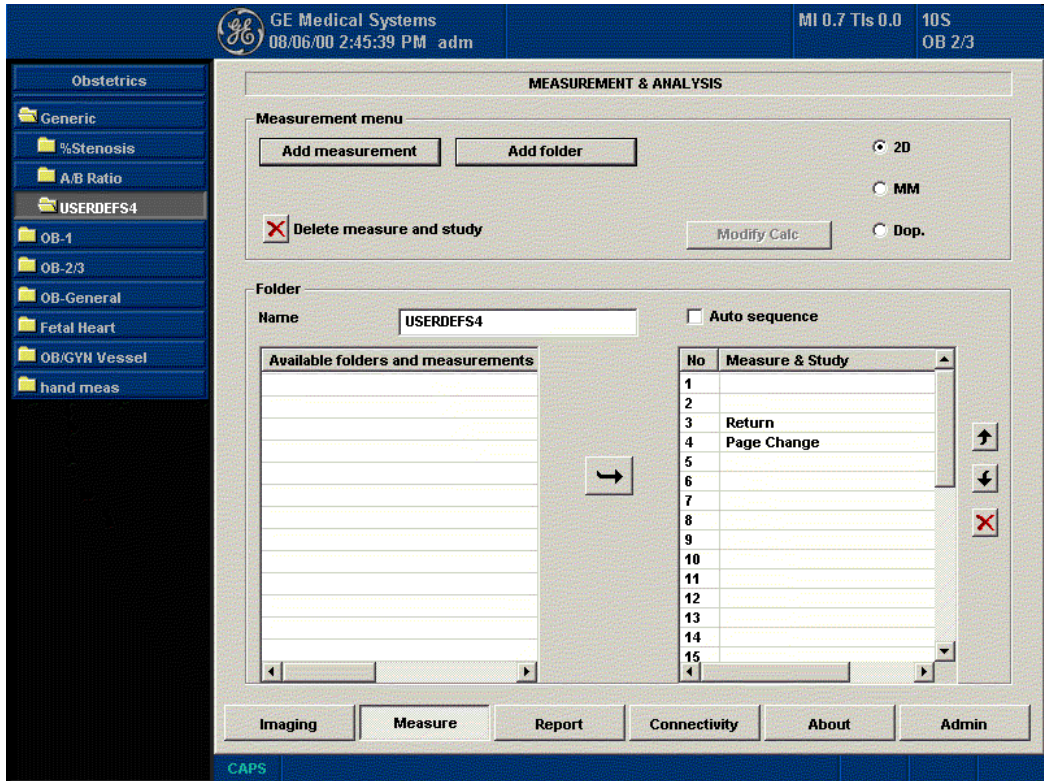 GE Medical Systems
08/06/00 2:45:39 PM adm
MI 0.7 TIs 0.0
10S
OB 2/3
Obstetrics
Generic
%Stenosis
A/B Ratio
USERDEFS4
OB-1
OB-2/3
OB-General
Fetal Heart
OB/GYN Vessel
hand meas
MEASUREMENT & ANALYSIS
Measurement menu
Add measurement
Add folder
2D
MM
Dop.
Delete measure and study
Modify Calc
Folder
Name
USERDEFS4
Auto sequence
Available folders and measurements
No Measure & Study
1
2
3 Return
4 Page Change
5
6
7
8
9
10
11
12
13
14
15
Imaging
Measure
Report
Connectivity
About
Admin
CAPS